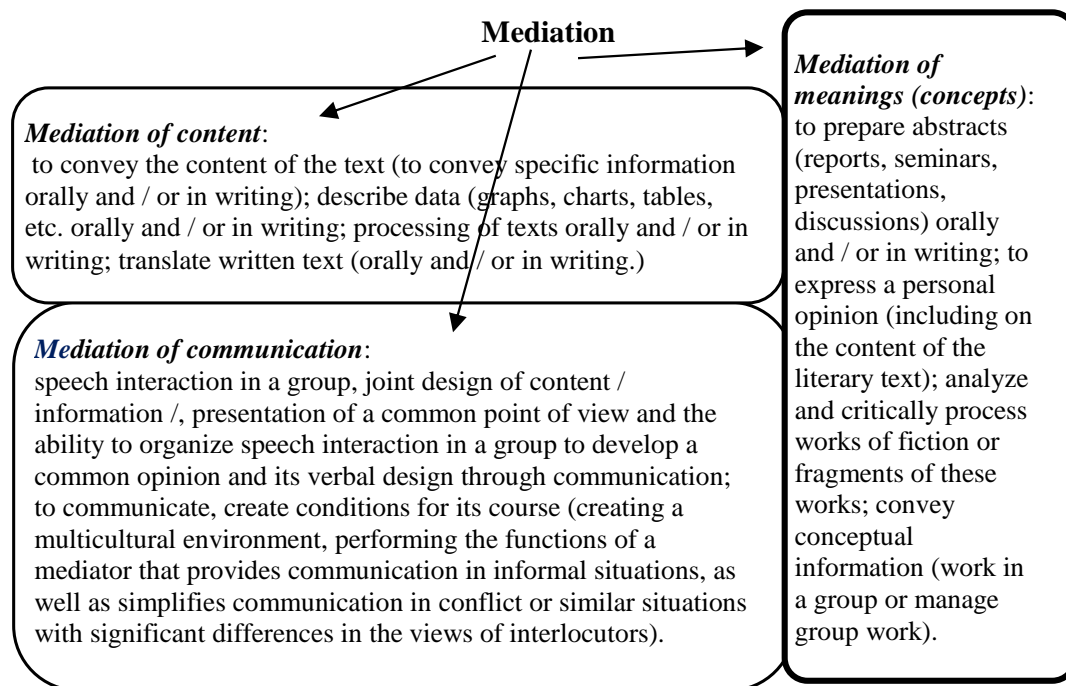 Mediation
Mediation of content:
to convey the content of the text (to convey specific information
orally and / or in writing); describe data (graphs, charts, tables,
etc. orally and / or in writing; processing of texts orally and / or in
writing; translate written text (orally and / or in writing.)
Mediation of communication:
speech interaction in a group, joint design of content /
information /, presentation of a common point of view and the
ability to organize speech interaction in a group to develop a
common opinion and its verbal design through communication;
to communicate, create conditions for its course (creating a
multicultural environment, performing the functions of a
mediator that provides communication in informal situations, as
well as simplifies communication in conflict or similar situations
with significant differences in the views of interlocutors).
Mediation of
meanings (concepts):
to prepare abstracts
(reports, seminars,
presentations,
discussions) orally
and / or in writing; to
express a personal
opinion (including on
the content of the
literary text); analyze
and critically process
works of fiction or
fragments of these
works; convey
conceptual
information (work in
a group or manage
group work).